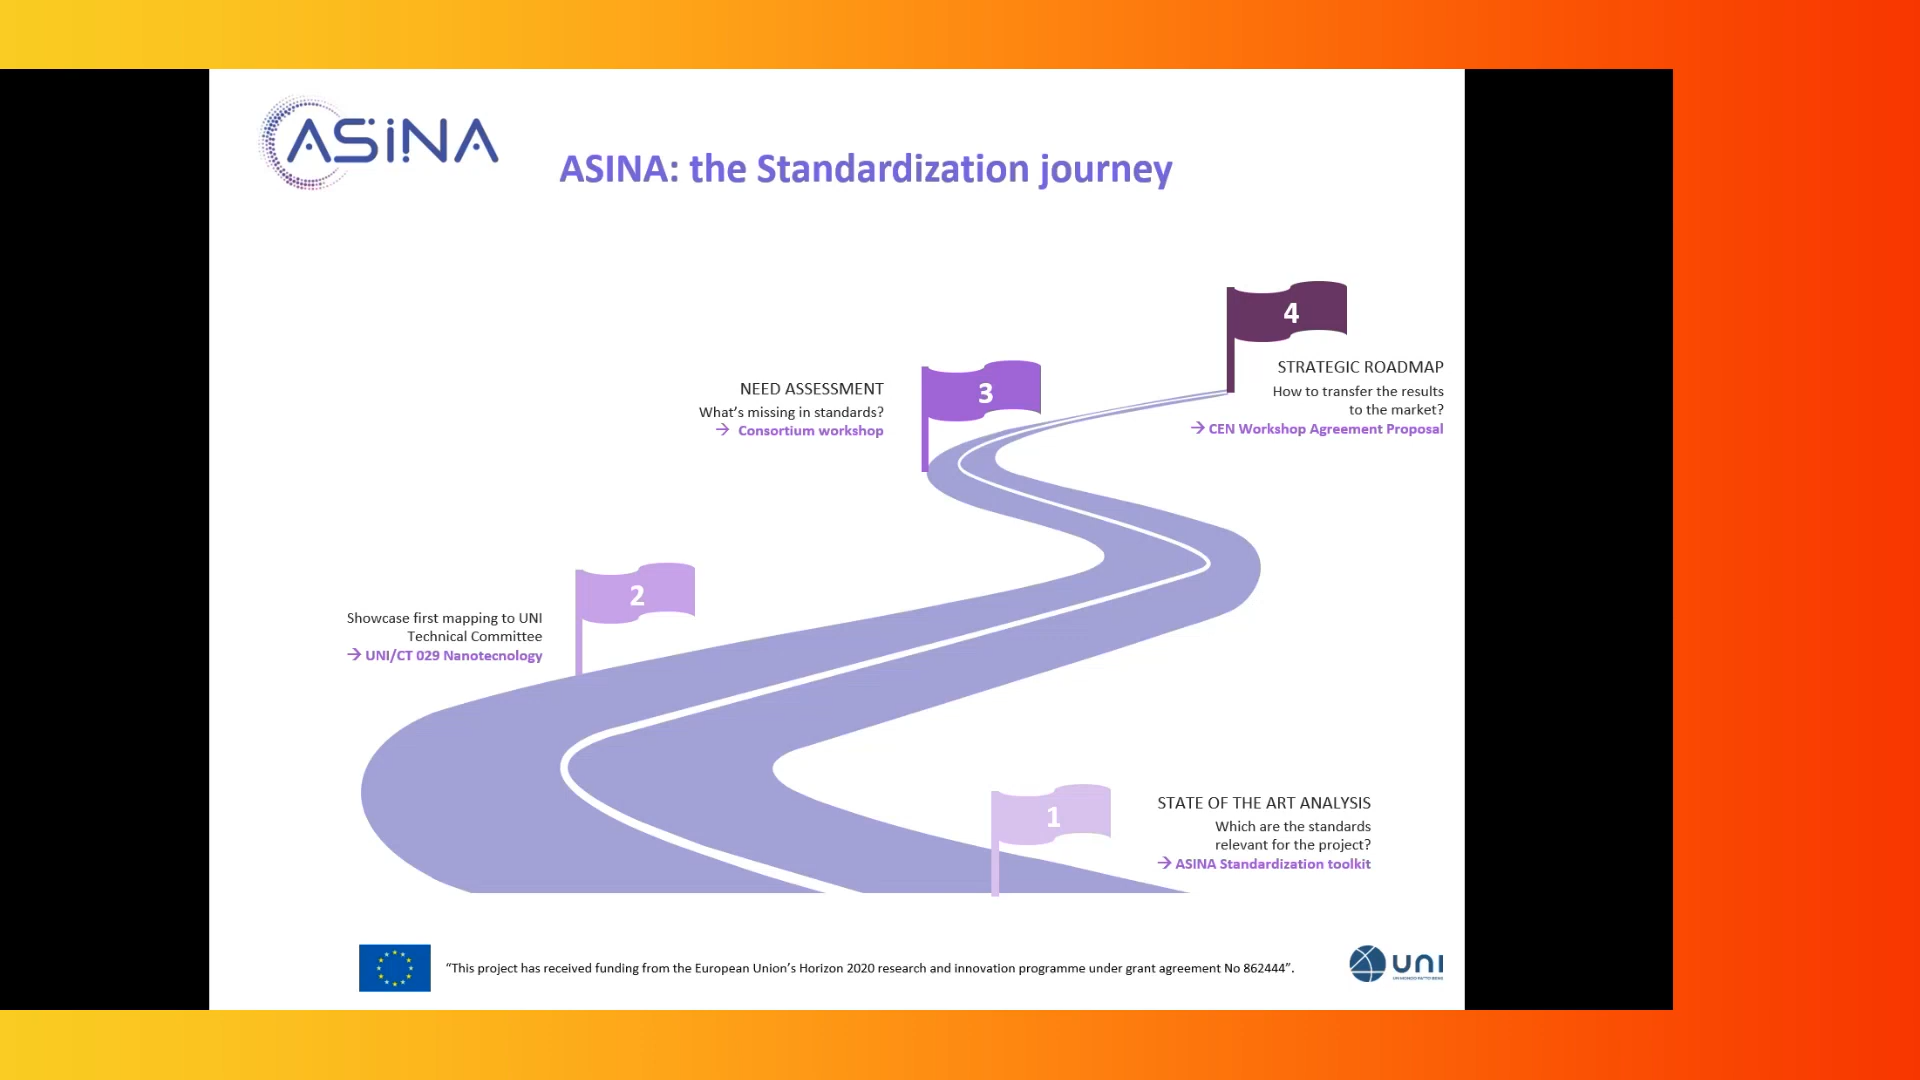 ASiNA
ASINA: the Standardization journey
4
STRATEGIC ROADMAP
How to transfer the results
to the market?
→ CEN Workshop Agreement Proposal
3
NEED ASSESSMENT
What's missing in standards?
→ Consortium workshop
2
Showcase first mapping to UNI
Technical Committee
→ UNI/CT 029 Nanotecnology
1
STATE OF THE ART ANALYSIS
Which are the standards
relevant for the project?
→ ASINA Standardization toolkit
“This project has received funding from the European Union’s Horizon 2020 research and innovation programme under grant agreement No 862444”.
UNI